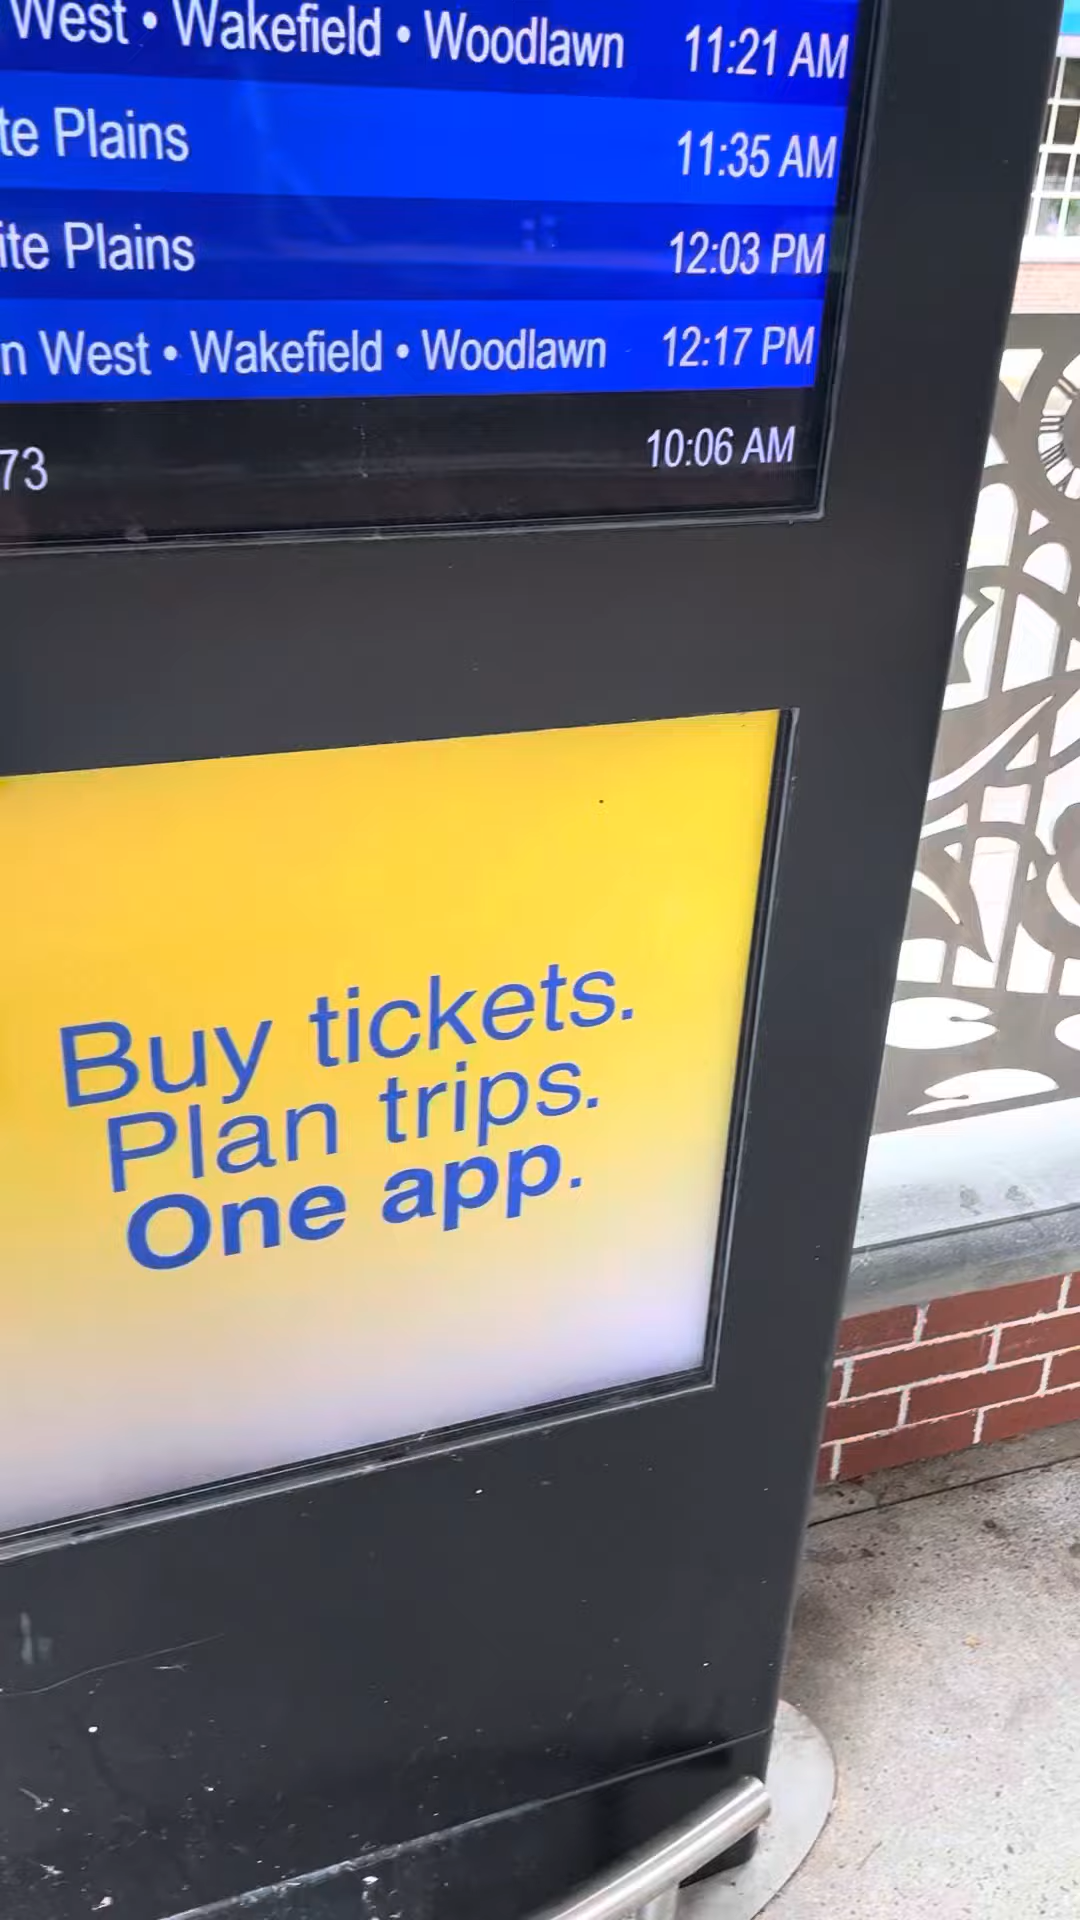 West • Wakefield • Woodlawn 11:21 AM
te Plains 11:35 AM
ite Plains 12:03 PM
n West • Wakefield • Woodlawn 12:17 PM
73 10:06 AM
Buy tickets.
Plan trips.
One app.